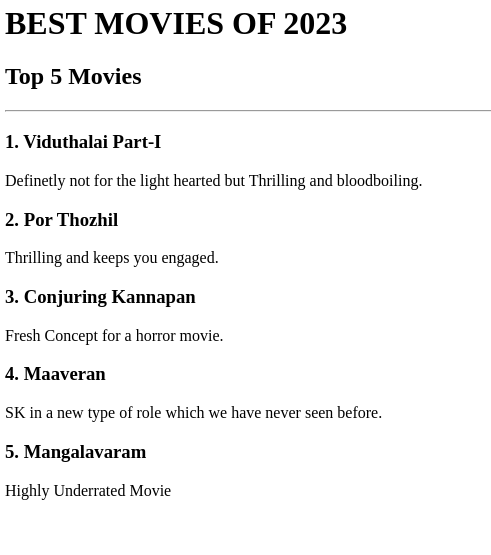 BEST MOVIES OF 2023
Top 5 Movies
1. Viduthalai Part-I
Definetly not for the light hearted but Thrilling and bloodboiling.
2. Por Thozhil
Thrilling and keeps you engaged.
3. Conjuring Kannapan
Fresh Concept for a horror movie.
4. Maaveran
SK in a new type of role which we have never seen before.
5. Mangalavaram
Highly Underrated Movie